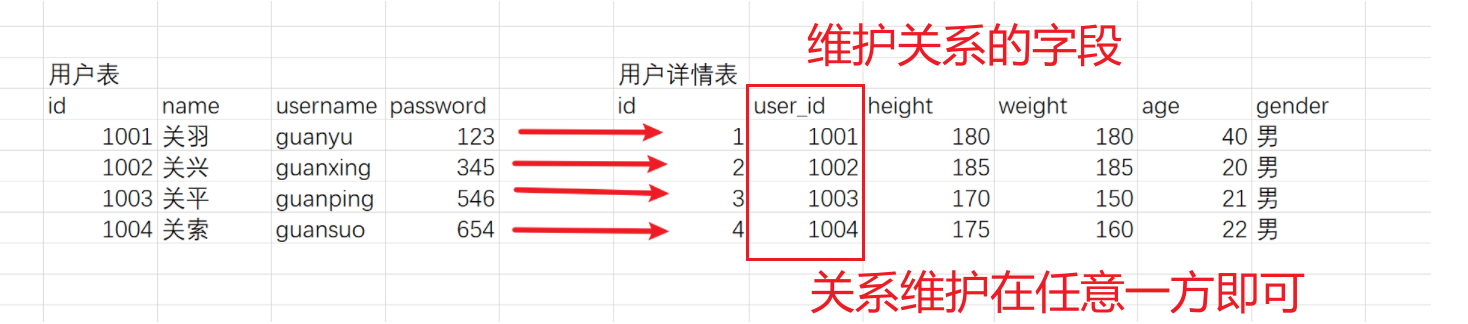 维护关系的字段
用户表 用户详情表
id name username password id user_id height weight age gender
1001 关羽 guanyu 123 1 1001 180 180 40 男
1002 关兴 guanxing 345 2 1002 185 185 20 男
1003 关平 guanping 546 3 1003 170 150 21 男
1004 关索 guansuo 654 4 1004 175 160 22 男
关系维护在任意一方即可